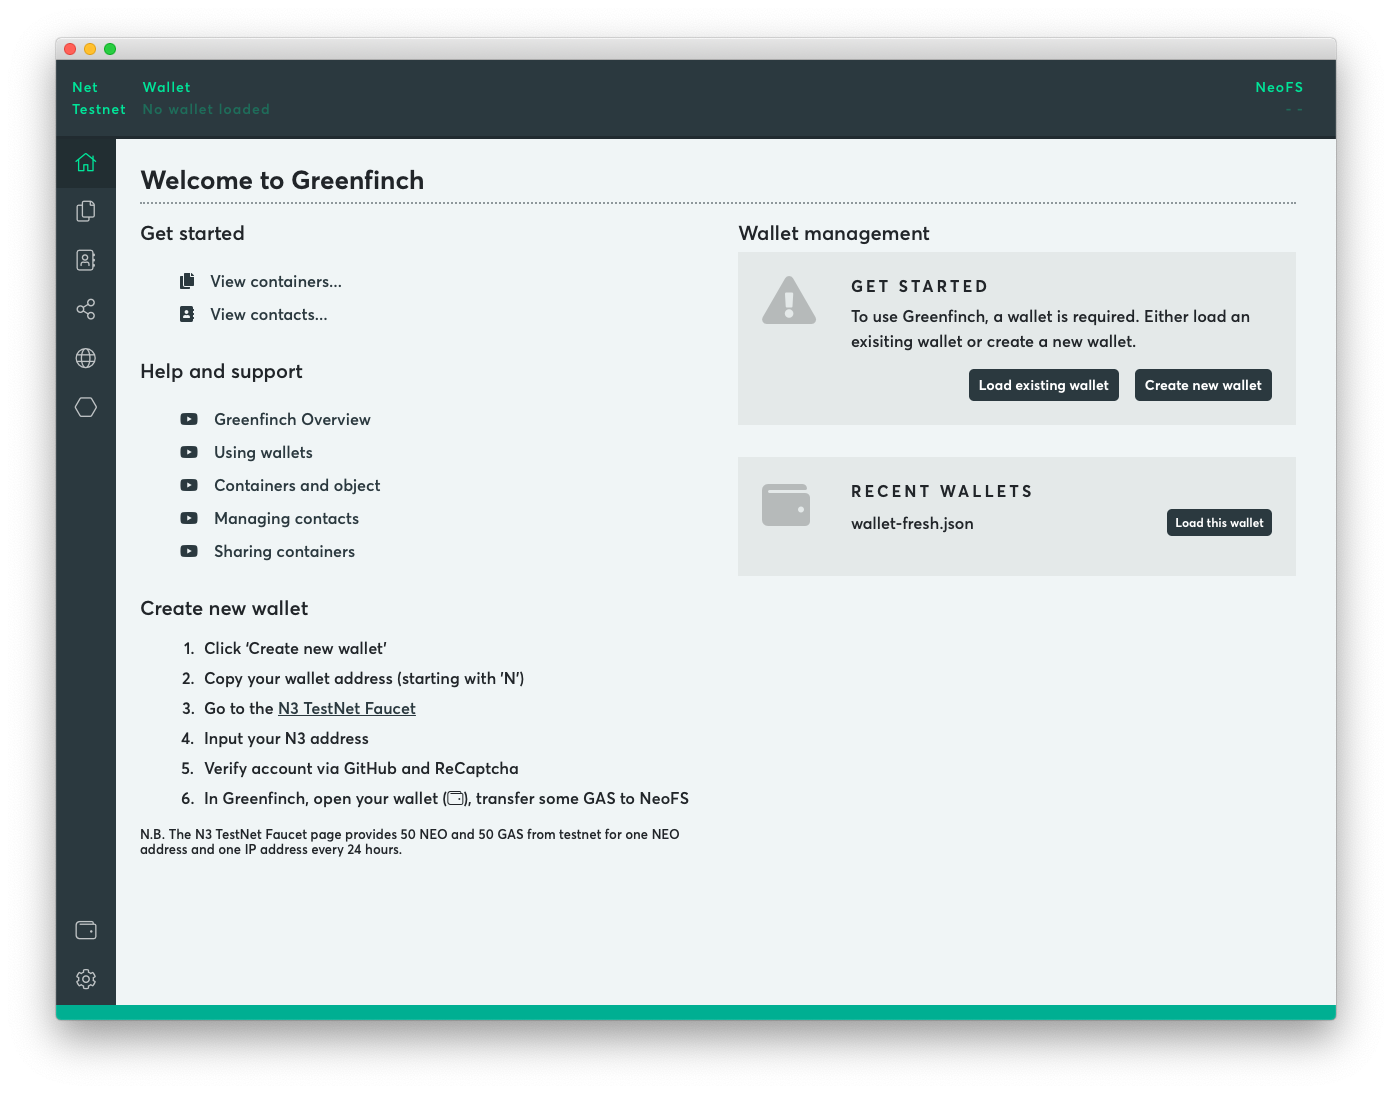 Net
Testnet
Wallet
No wallet loaded
NeoFS
- -
Welcome to Greenfinch
Get started
View containers...
View contacts...
Help and support
Greenfinch Overview
Using wallets
Containers and object
Managing contacts
Sharing containers
Create new wallet
1. Click ‘Create new wallet’
2. Copy your wallet address (starting with 'N')
3. Go to the N3 TestNet Faucet
4. Input your N3 address
5. Verify account via GitHub and ReCaptcha
6. In Greenfinch, open your wallet (), transfer some GAS to NeoFS
N.B. The N3 TestNet Faucet page provides 50 NEO and 50 GAS from testnet for one NEO
address and one IP address every 24 hours.
Wallet management
GET STARTED
To use Greenfinch, a wallet is required. Either load an
exisiting wallet or create a new wallet.
Load existing wallet
Create new wallet
RECENT WALLETS
wallet-fresh.json
Load this wallet